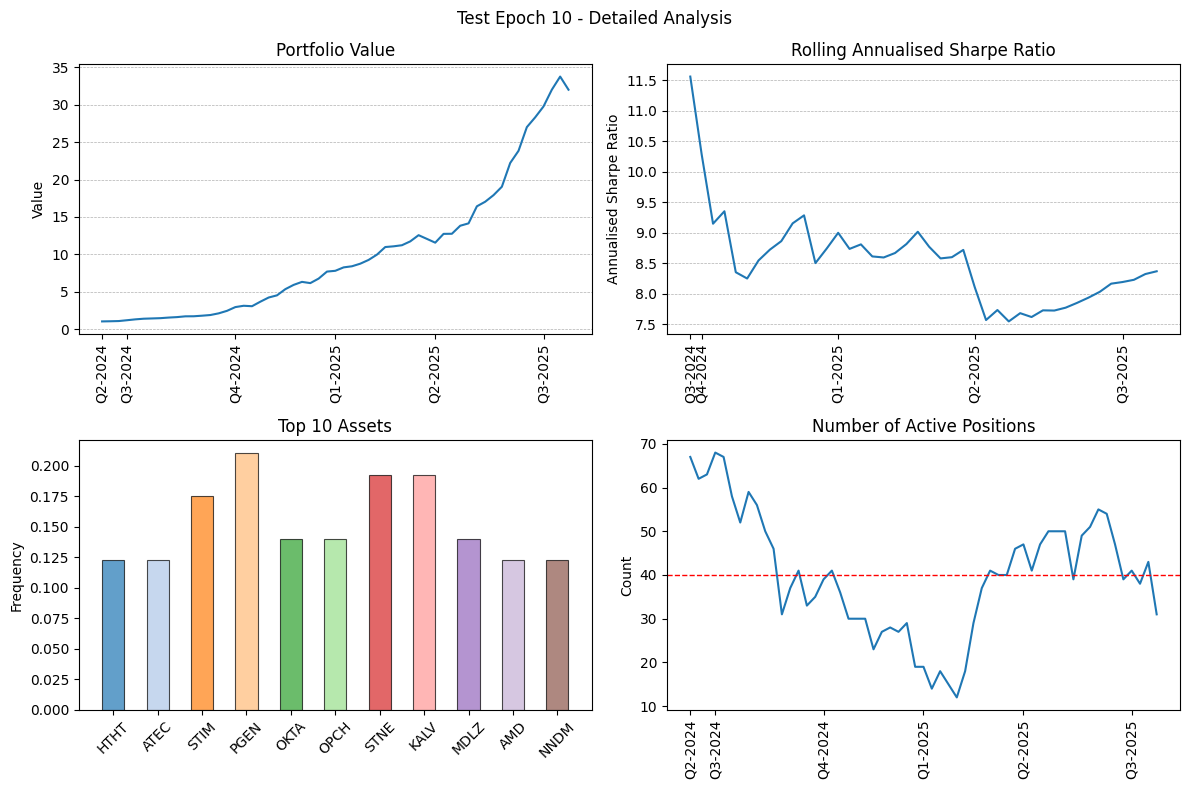 Test Epoch 10 - Detailed Analysis
Portfolio Value
Value
35
30
25
20
15
10
5
0
Q2-2024
Q3-2024
Q4-2024
Q1-2025
Q2-2025
Q3-2025
Rolling Annualised Sharpe Ratio
Annualised Sharpe Ratio
11.5
11.0
10.5
10.0
9.5
9.0
8.5
8.0
7.5
Q3-2024
Q4-2024
Q1-2025
Q2-2025
Q3-2025
Top 10 Assets
Frequency
0.200
0.175
0.150
0.125
0.100
0.075
0.050
0.025
0.000
HTHT
ATEC
STIM
PGEN
OKTA
OPCH
STNE
KALV
MDLZ
AMD
NNDM
Number of Active Positions
Count
70
60
50
40
30
20
10
Q2-2024
Q3-2024
Q4-2024
Q1-2025
Q2-2025
Q3-2025